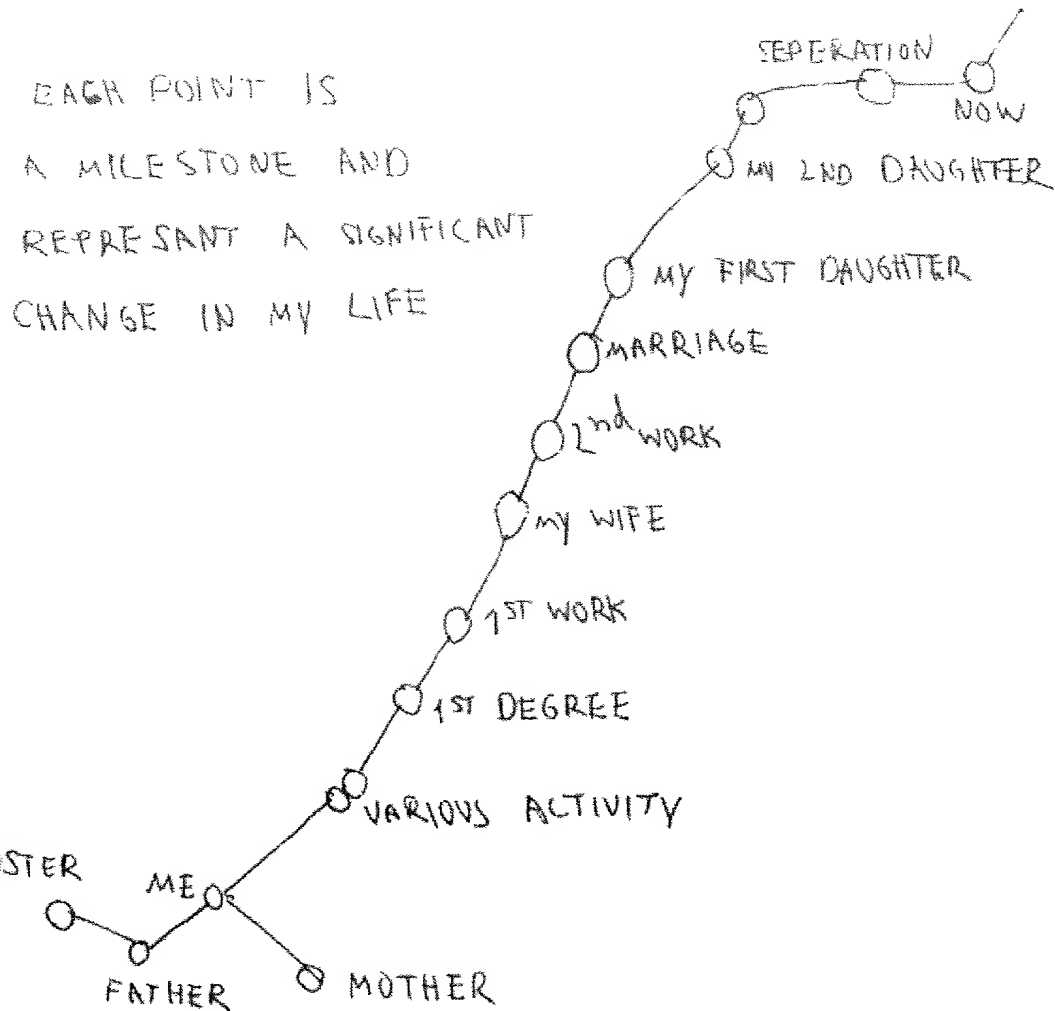 SEPERATION
EACH POINT IS
A MILESTONE AND
REPRESANT A SIGNIFICANT
CHANGE IN MY LIFE
NOW
MY 2ND DAUGHTER
MY FIRST DAUGHTER
MARRIAGE
2nd WORK
MY WIFE
1ST WORK
1ST DEGREE
VARIOUS ACTIVITY
ME
FATHER
MOTHER